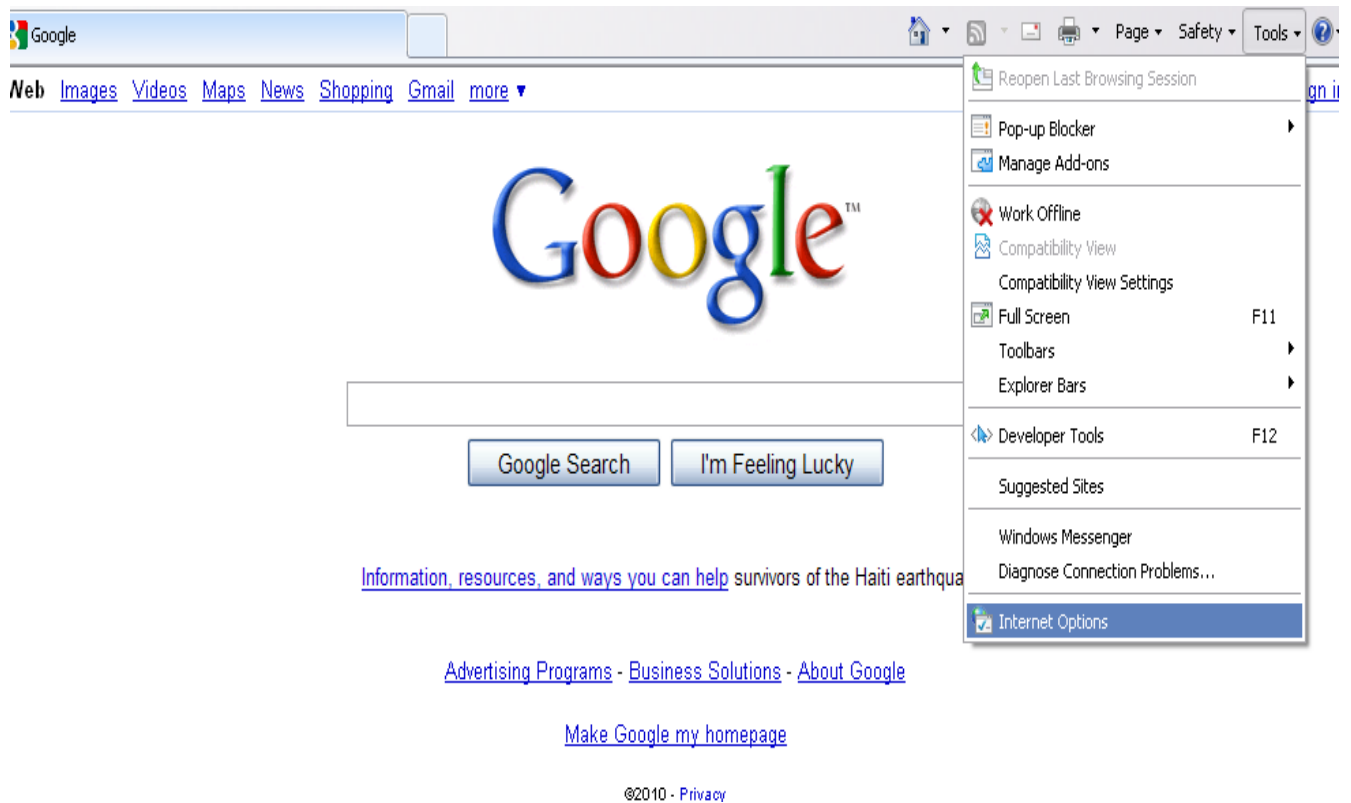 Google
Page Safety Tools
Web Images Videos Maps News Shopping Gmail more
Google™
Google Search I'm Feeling Lucky
Information, resources, and ways you can help survivors of the Haiti
Advertising Programs - Business Solutions - About Google
Make Google my homepage
©2010 - Privacy
Reopen Last Browsing Session
Pop-up Blocker
Manage Add-ons
Work Offline
Compatibility View
Compatibility View Settings
Full Screen F11
Toolbars
Explorer Bars
Developer Tools F12
Suggested Sites
Windows Messenger
Diagnose Connection Problems...
Internet Options